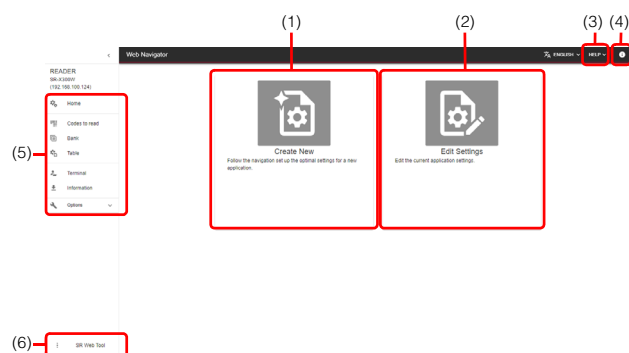 (1)
(2)
(3)
(4)
Web Navigator
ENGLISH
HELP
READER
SR-X300W
(192.168.100.124)
Home
Codes to read
Bank
Table
(5)
Terminal
Information
Options
Create New
Follow the navigation set up the optimal settings for a new
application.
Edit Settings
Edit the current application settings.
(6)
SR Web Tool